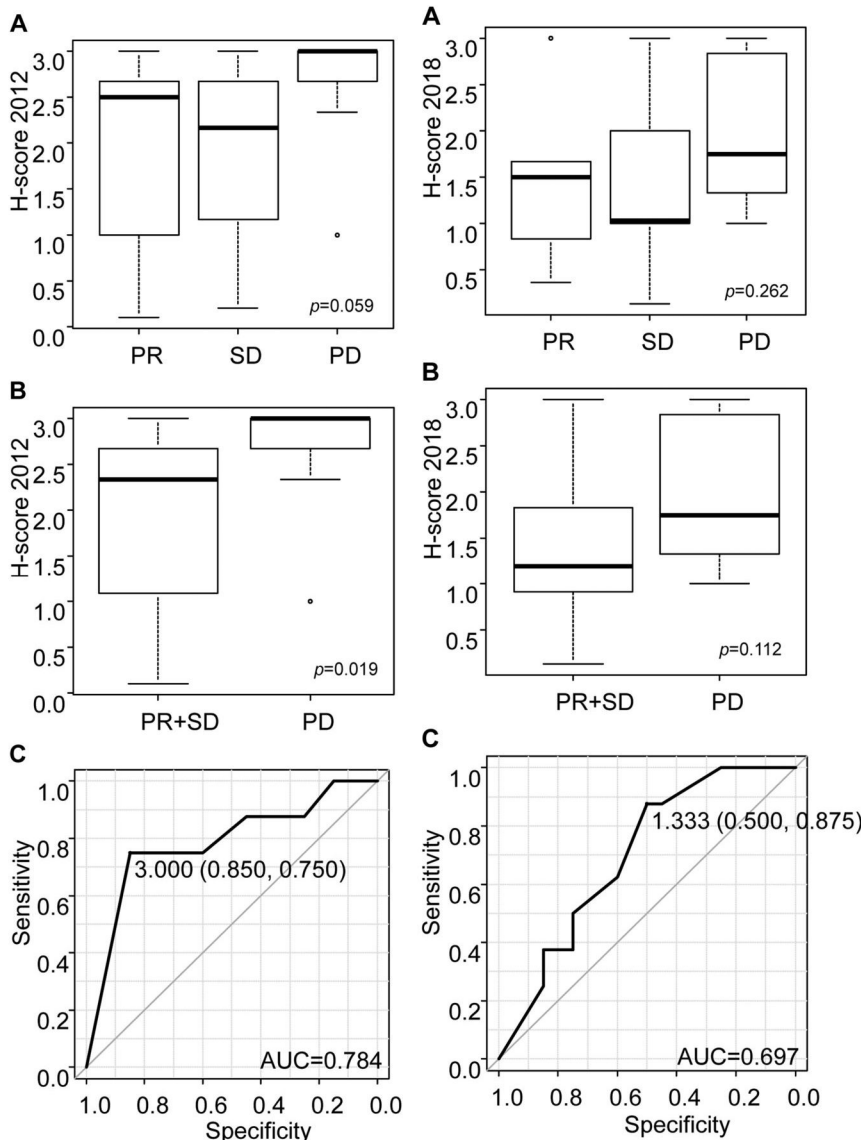 A
H-score 2012
3.0
2.5
2.0
1.5
1.0
0.5
0.0
p=0.059
PR SD PD
A
H-score 2018
3.0
2.5
2.0
1.5
1.0
0.5
p=0.262
PR SD PD
B
H-score 2012
3.0
2.5
2.0
1.5
1.0
0.5
0.0
p=0.019
PR+SD PD
B
H-score 2018
3.0
2.5
2.0
1.5
1.0
0.5
p=0.112
PR+SD PD
C
Sensitivity
1.0
0.8
0.6
0.4
0.2
0.0
3.000 (0.850, 0.750)
AUC=0.784
1.0 0.8 0.6 0.4 0.2 0.0
Specificity
C
Sensitivity
1.0
0.8
0.6
0.4
0.2
0.0
1.333 (0.500, 0.875)
AUC=0.697
1.0 0.8 0.6 0.4 0.2 0.0
Specificity